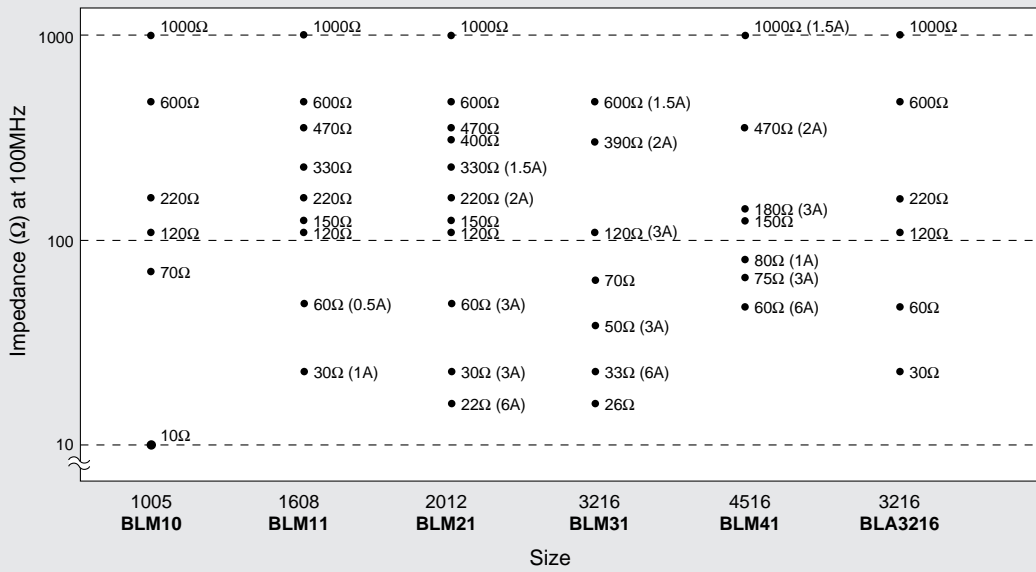 Impedance (Ω) at 100MHz
1000
1000Ω 1000Ω 1000Ω 1000Ω (1.5A) 1000Ω
600Ω 600Ω 600Ω 600Ω (1.5A) 600Ω
470Ω 470Ω 470Ω (2A)
400Ω 390Ω (2A)
330Ω 330Ω (1.5A)
220Ω 220Ω 220Ω (2A) 180Ω (3A) 220Ω
150Ω 150Ω 150Ω
120Ω 120Ω 120Ω 120Ω (3A) 120Ω
100
80Ω (1A)
70Ω 70Ω 75Ω (3A)
60Ω (0.5A) 60Ω (3A) 60Ω (6A) 60Ω
50Ω (3A)
30Ω (1A) 30Ω (3A) 33Ω (6A) 30Ω
22Ω (6A) 26Ω
10Ω
10
1005 1608 2012 3216 4516 3216
BLM10 BLM11 BLM21 BLM31 BLM41 BLA3216
Size